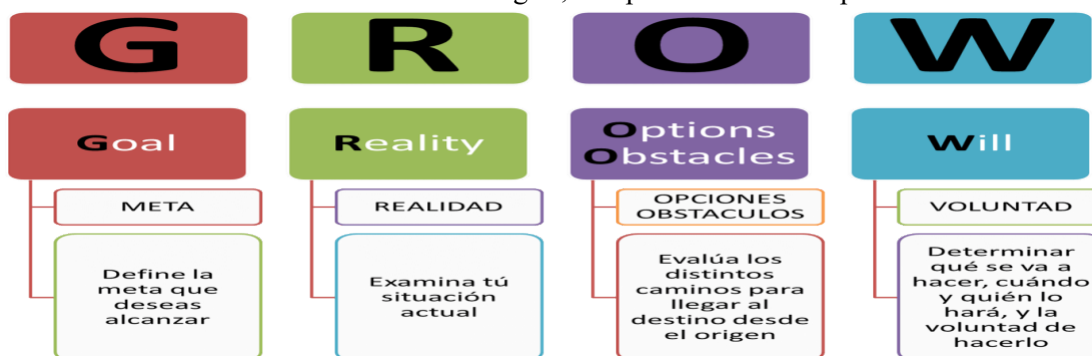 G
R
O
W
Goal
Reality
Options
Obstacles
Will
META
REALIDAD
OPCIONES
OBSTACULOS
VOLUNTAD
Define la
meta que
deseas
alcanzar
Examina tú
situación
actual
Evalúa los
distintos
caminos para
llegar al
destino desde
el origen
Determinar
qué se va a
hacer, cuándo
y quién lo
hará, y la
voluntad de
hacerlo